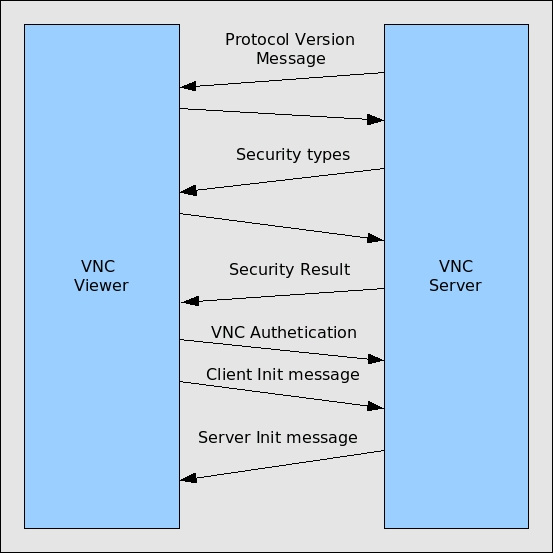 Protocol Version
Message
Security types
VNC
Viewer
VNC
Server
Security Result
VNC Authetication
Client Init message
Server Init message